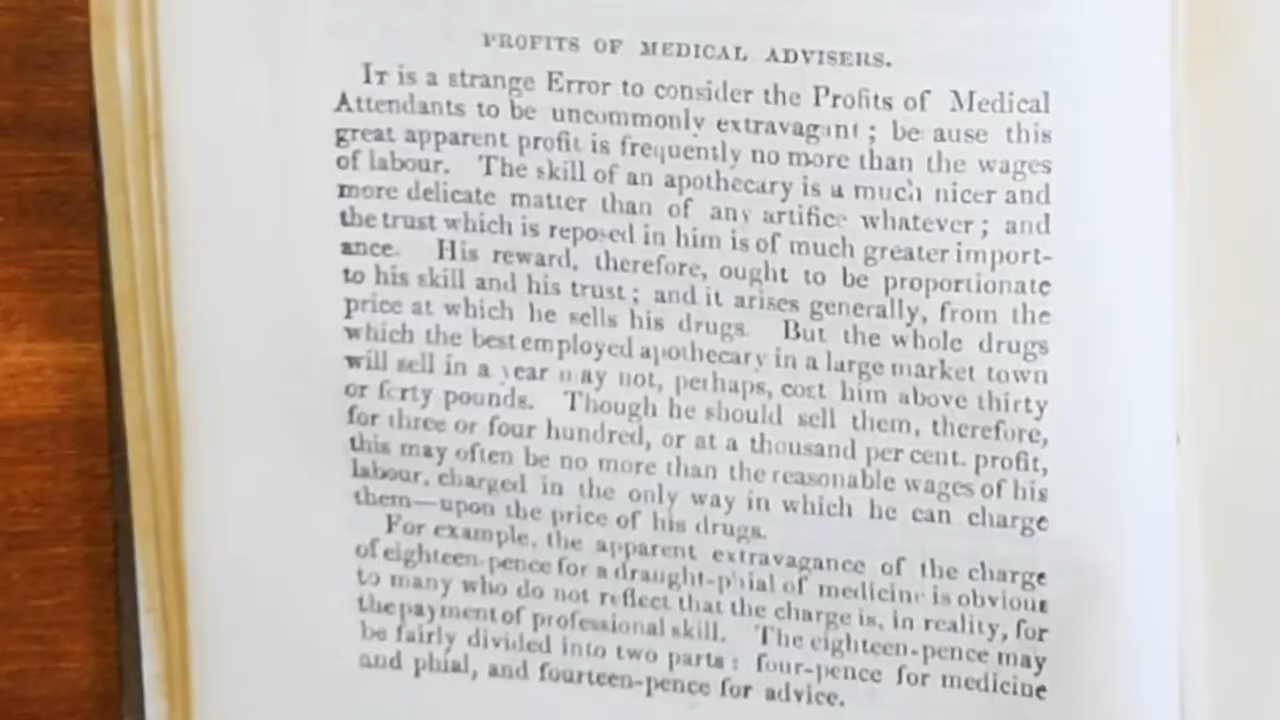 PROFITS OF MEDICAL ADVISERS.
IT is a strange Error to consider the Profits of Medical
Attendants to be uncommonly extravagant; be ause this
great apparent profit is frequently no more than the wages
of labour. The skill of an apothecary is a much nicer and
more delicate matter than of any artifice whatever; and
the trust which is reposed in him is of much greater import-
ance. His reward, therefore, ought to be proportionate
to his skill and his trust; and it arises generally, from the
price at which he sells his drugs. But the whole drugs
which the best employed apothecary in a large market town
will sell in a year may not, perhaps, cost him above thirty
or forty pounds. Though he should sell them, therefore,
for three or four hundred, or at a thousand per cent. profit,
this may often be no more than the reasonable wages of his
labour, charged in the only way in which he can charge
them—upon the price of his drugs.
For example, the apparent extravagance of the charge
of eighteen-pence for a draught-phial of medicine is obvious
to many who do not reflect that the charge is, in reality, for
the payment of professional skill. The eighteen-pence may
be fairly divided into two parts: four-pence for medicine
and phial, and fourteen-pence for advice.